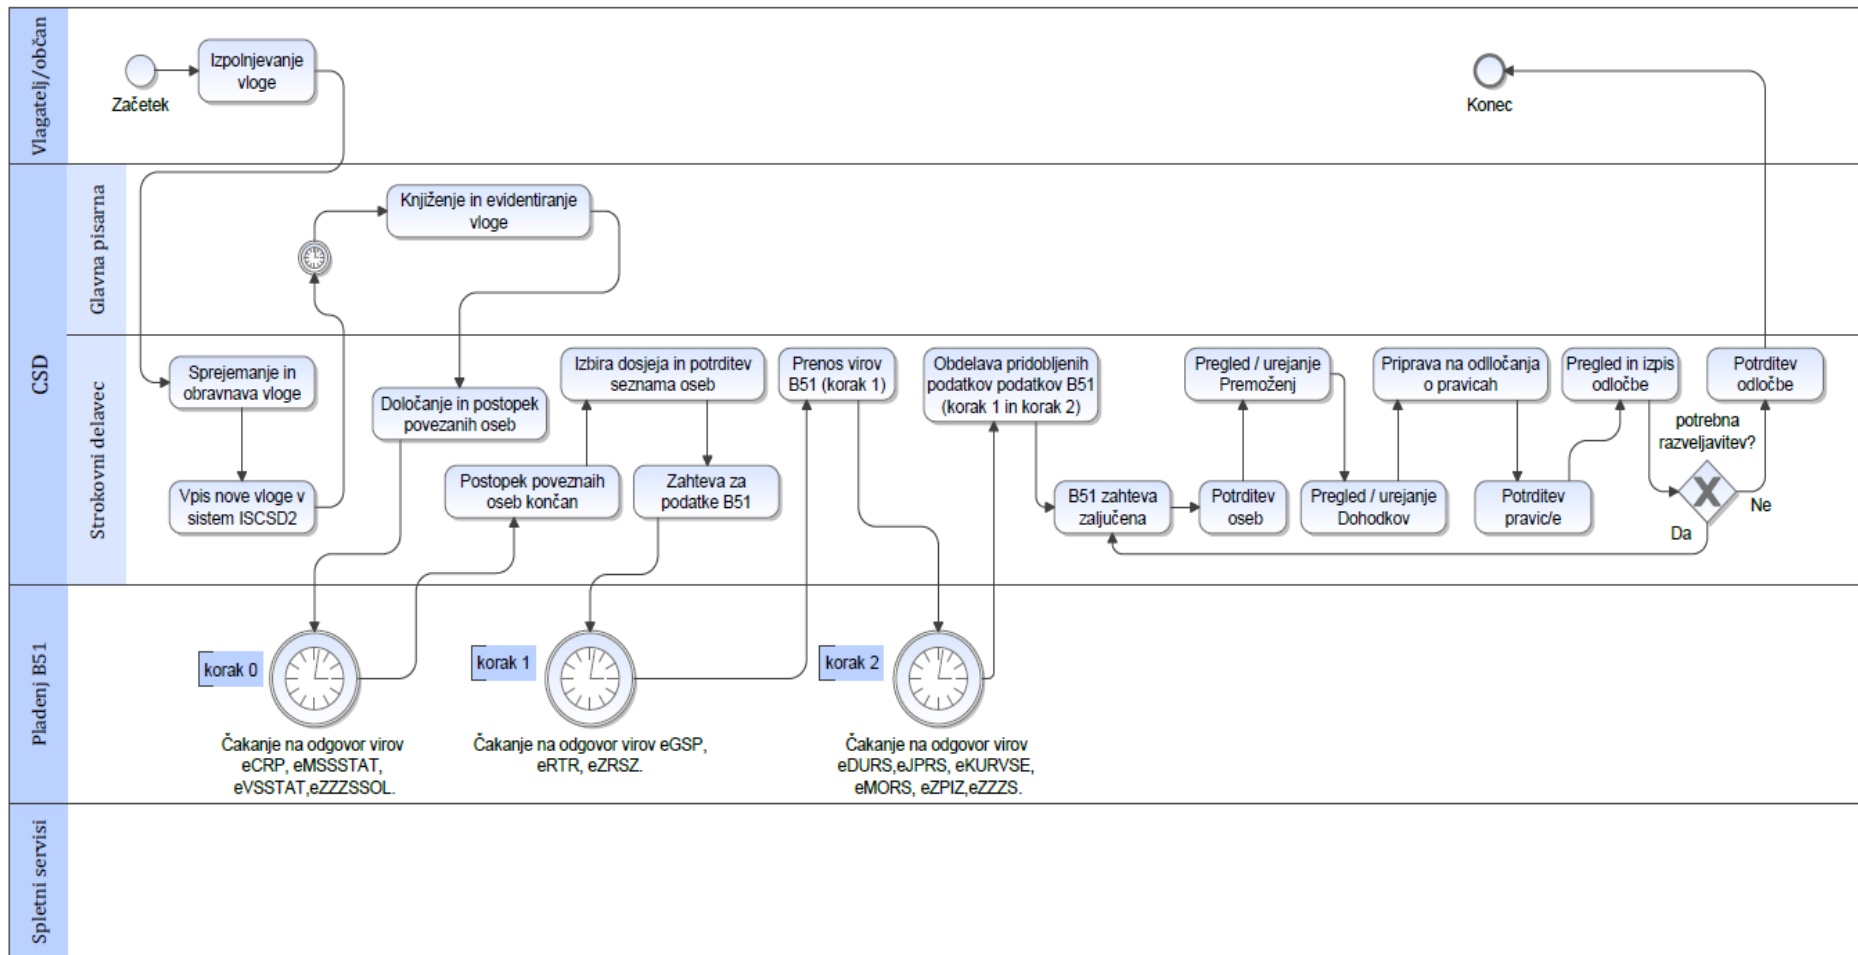 Vlagatelj/občan
Začetek
Izpolnjevanje
vloge
Konec
CSD
Glavna pisarna
Knjiženje in evidentiranje
vloge
Strokovni delavec
Sprejemanje in
obravnava vloge
Vpis nove vloge v
sistem ISCSD2
Določanje in postopek
povezanih oseb
Postopek poveznaih
oseb končan
Izbira dosjeja in potrditev
seznama oseb
Zahteva za
podatke B51
Prenos virov
B51 (korak 1)
Obdelava pridobljenih
podatkov podatkov B51
(korak 1 in korak 2)
B51 zahteva
zaljučena
Potrditev
oseb
Pregled / urejanje
Premoženj
Pregled / urejanje
Dohodkov
Priprava na odlločanja
o pravicah
Potrditev
pravic/e
Pregled in izpis
odločbe
potrebna
razveljavitev?
Da
Ne
Potrditev
odločbe
Pladenj B51
korak 0
Čakanje na odgovor virov
eCRP, eMSSSTAT,
eVSSTAT,eZZZSSOL.
korak 1
Čakanje na odgovor virov eGSP,
eRTR, eZRSZ.
korak 2
Čakanje na odgovor virov
eDURS,eJPRS, eKURVSE,
eMORS, eZPIZ,eZZZS.
Spletni servisi